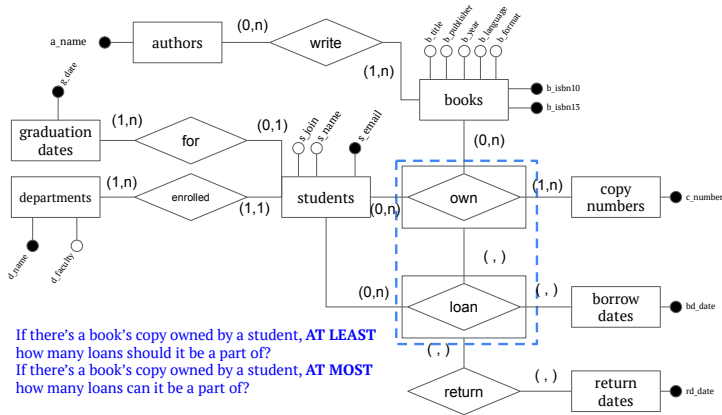 b_title
b_publisher
b_year
b_language
b_format
a_name
authors
(0,n)
write
(1,n)
books
b_isbn10
b_isbn13
g_date
graduation
dates
(1,n)
for
(0,1)
s_join
s_name
s_email
(0,n)
departments
(1,n)
enrolled
(1,1)
students
(0,n)
own
(1,n)
copy
numbers
c_number
d_name
d_faculty
( , )
(0,n)
loan
( , )
borrow
dates
bd_date
( , )
return
( , )
return
dates
rd_date
If there's a book's copy owned by a student, AT LEAST
how many loans should it be a part of?
If there's a book's copy owned by a student, AT MOST
how many loans can it be a part of?